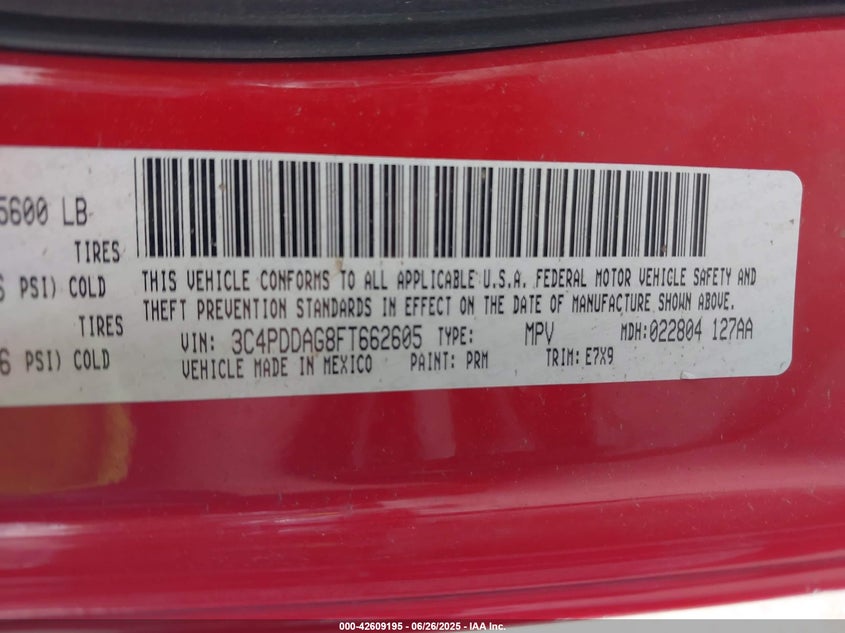 5600 LB
TIRES
PSI) COLD
TIRES
6 PSI) COLD
THIS VEHICLE CONFORMS TO ALL APPLICABLE U.S.A. FEDERAL MOTOR VEHICLE SAFETY AND
THEFT PREVENTION STANDARDS IN EFFECT ON THE DATE OF MANUFACTURE SHOWN ABOVE.
VIN: 3C4PDDAG8FT662605 TYPE: MPV MDH:022804 127AA
VEHICLE MADE IN MEXICO PAINT: PRM TRIM: E7X9
000-42609195 - 06/26/2025 - IAA Inc.